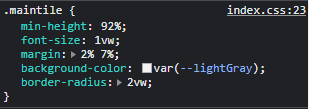 .maintile { index.css:23
min-height: 92%;
font-size: 1vw;
margin: 2% 7%;
background-color: var(--lightGray);
border-radius: 2vw;
}